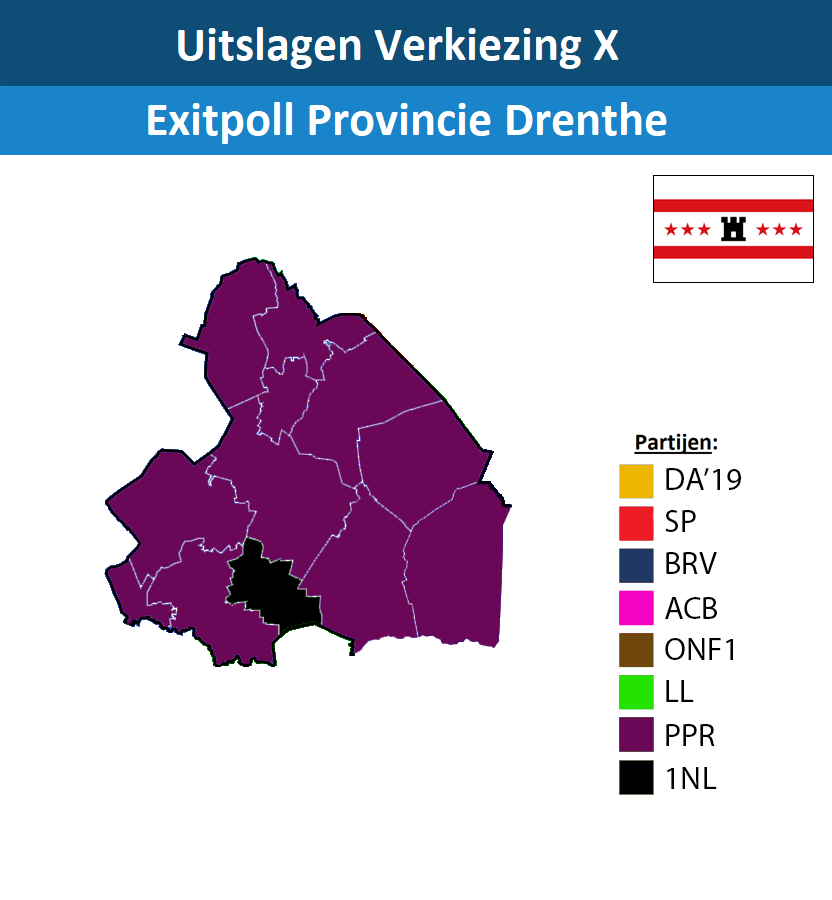 Uitslagen Verkiezing X
Exitpoll Provincie Drenthe
Partijen:
DA’19
SP
BRV
ACB
ONF1
LL
PPR
1NL